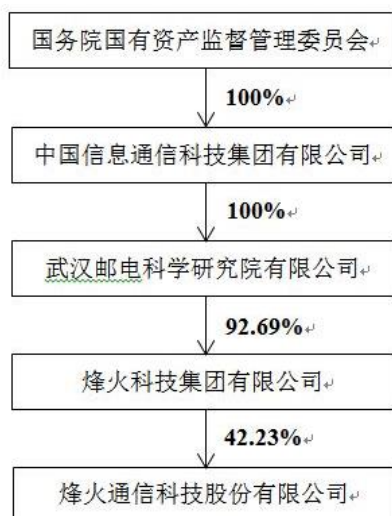 国务院国有资产监督管理委员会
100%
中国信息通信科技集团有限公司
100%
武汉邮电科学研究院有限公司
92.69%
烽火科技集团有限公司
42.23%
烽火通信科技股份有限公司